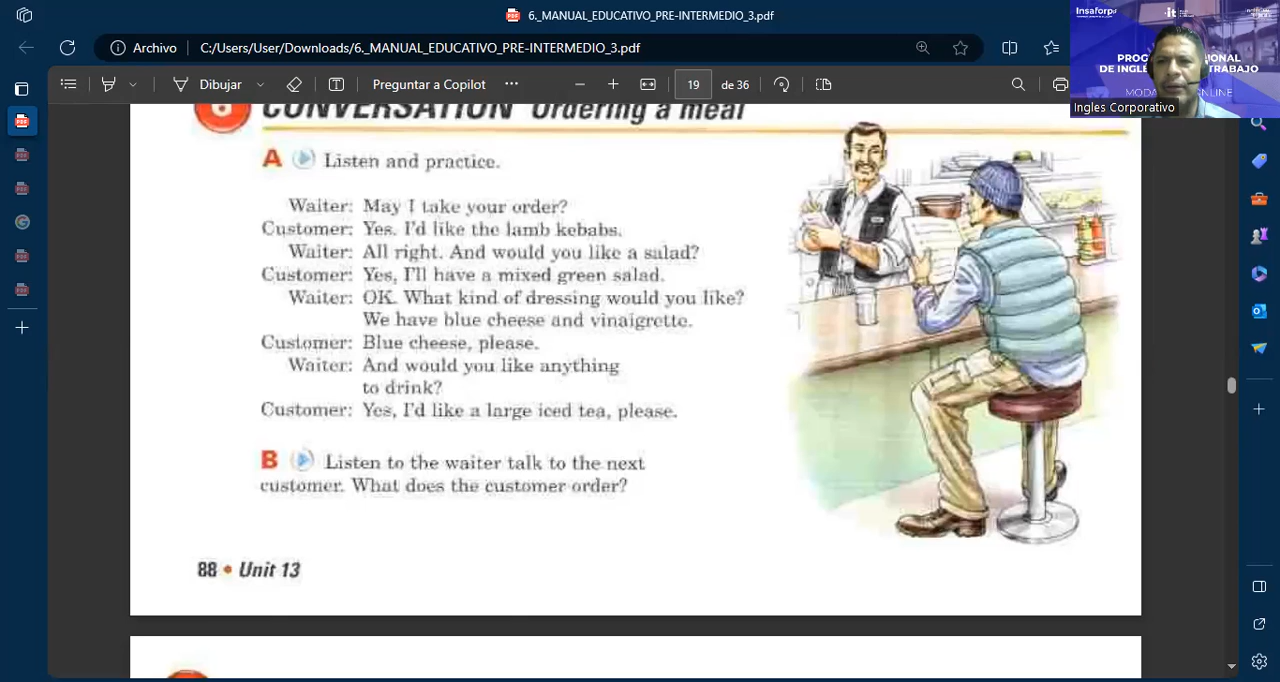 6._MANUAL_EDUCATIVO_PRE-INTERMEDIO_3.pdf
Archivo
C:/Users/User/Downloads/6._MANUAL_EDUCATIVO_PRE-INTERMEDIO_3.pdf
Dibujar
Preguntar a Copilot
19
de 36
Insaforp
it
DE INGLE
TRABAJO
Ingles Corporativo
CONVERSATION Ordering a meal
A Listen and practice.
Waiter: May I take your order?
Customer: Yes. I'd like the lamb kebabs.
Waiter: All right. And would you like a salad?
Customer: Yes, I'll have a mixed green salad.
Waiter: OK. What kind of dressing would you like?
We have blue cheese and vinaigrette.
Customer: Blue cheese, please.
Waiter: And would you like anything
to drink?
Customer: Yes, I'd like a large iced tea, please.
B Listen to the waiter talk to the next
customer. What does the customer order?
88 • Unit 13